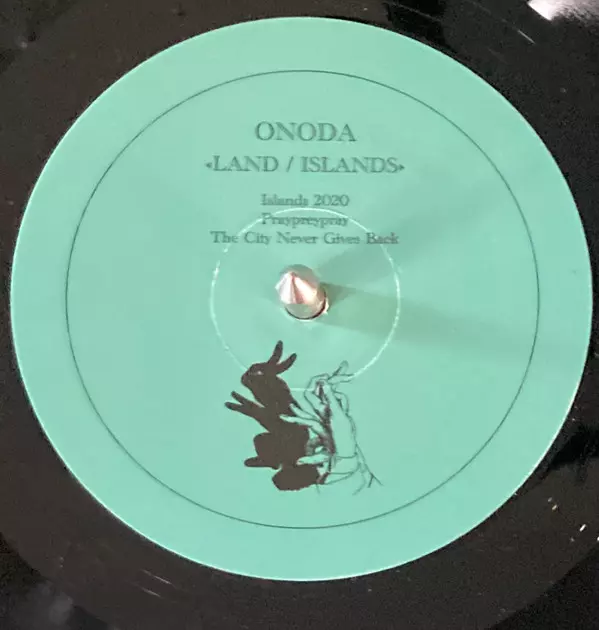 ONODA
«LAND / ISLANDS»
Islands 2020
Praypreypray
The City Never Gives Back